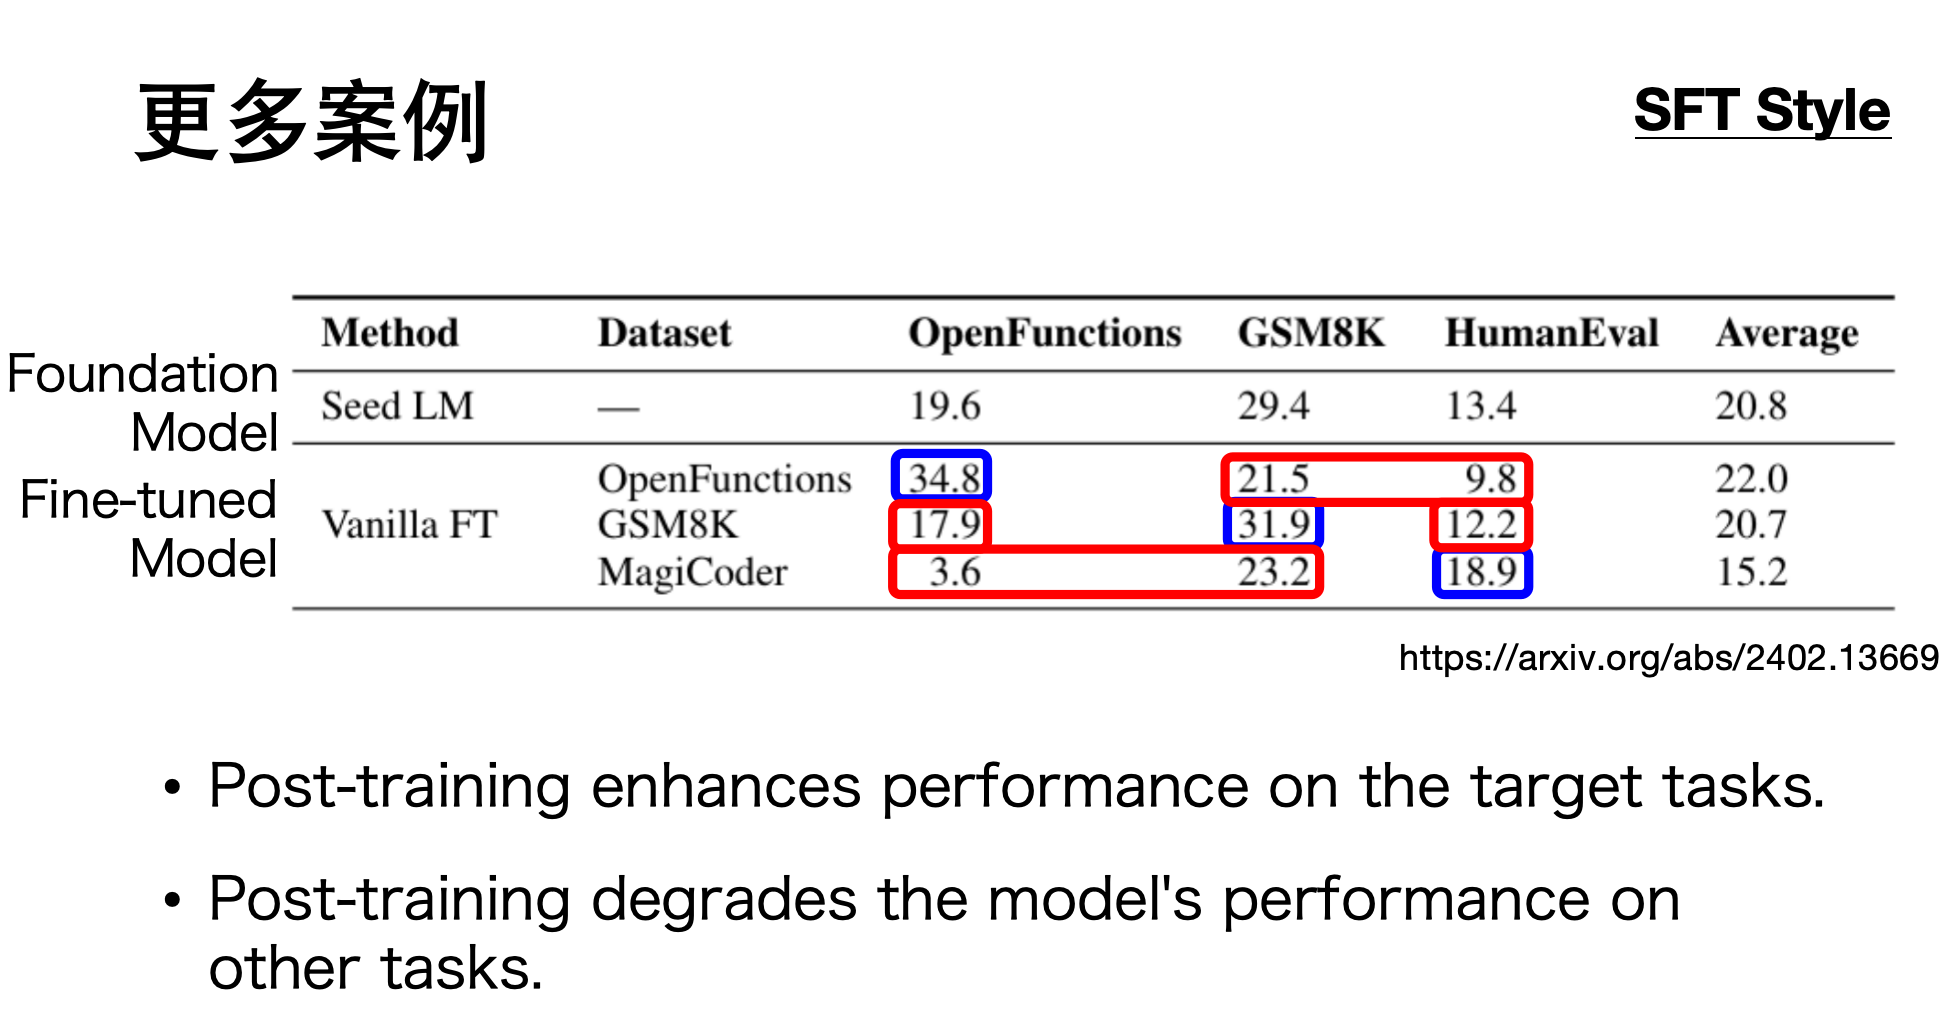 更多案例
SFT Style
Method Dataset OpenFunctions GSM8K HumanEval Average
Foundation
Model
Seed LM — 19.6 29.4 13.4 20.8
Fine-tuned
Model
OpenFunctions 34.8 21.5 9.8 22.0
Vanilla FT GSM8K 17.9 31.9 12.2 20.7
MagiCoder 3.6 23.2 18.9 15.2
https://arxiv.org/abs/2402.13669
• Post-training enhances performance on the target tasks.
• Post-training degrades the model's performance on
other tasks.